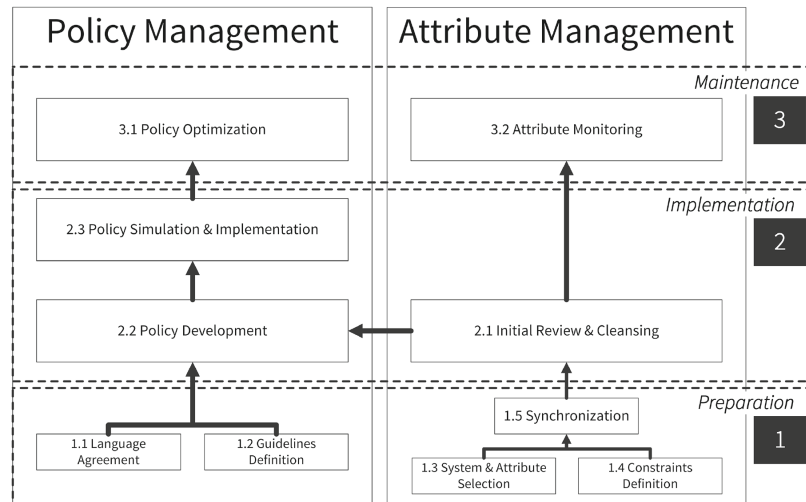 Policy Management
Attribute Management
Maintenance
3
3.1 Policy Optimization
3.2 Attribute Monitoring
Implementation
2
2.3 Policy Simulation & Implementation
2.2 Policy Development
2.1 Initial Review & Cleansing
Preparation
1
1.5 Synchronization
1.1 Language
Agreement
1.2 Guidelines
Definition
1.3 System & Attribute
Selection
1.4 Constraints
Definition